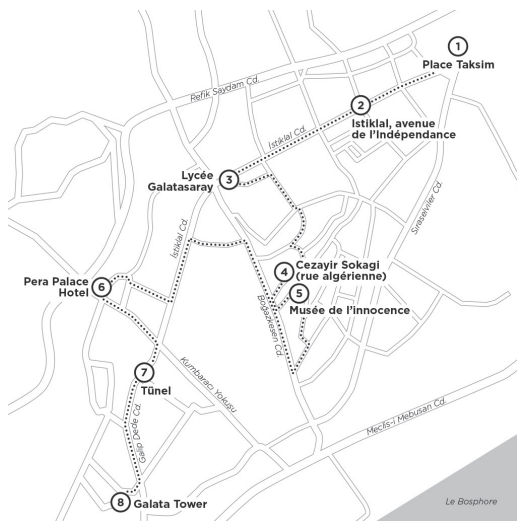 1
Place Taksim
Refik Saydam Cd.
2
Istiklal, avenue
de l'Indépendance
Istiklal Cd.
Lycée
Galatasaray
3
Sıraselviler Cd.
Istiklal Cd.
4
Cezayir Sokagi
(rue algérienne)
5
Musée de l'innocence
Pera Palace
Hotel
6
Boğazkesen Cd.
7
Tünel
Kumbaracı Yokuşu
Meclis-i Mebusan Cd.
Galip Dede Cd.
8
Galata Tower
Le Bosphore